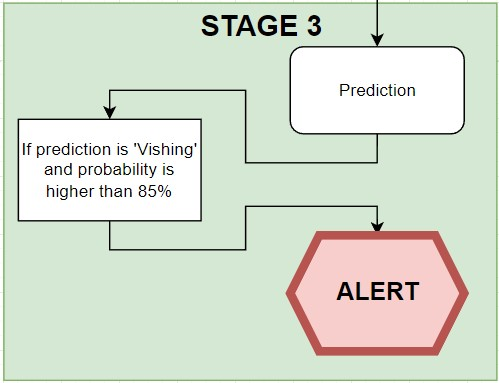 STAGE 3
Prediction
If prediction is 'Vishing'
and probability is
higher than 85%
ALERT